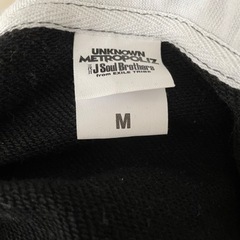 UNKNOWN
METROPOLIZ
三代目 J Soul Brothers
from EXILE TRIBE
M